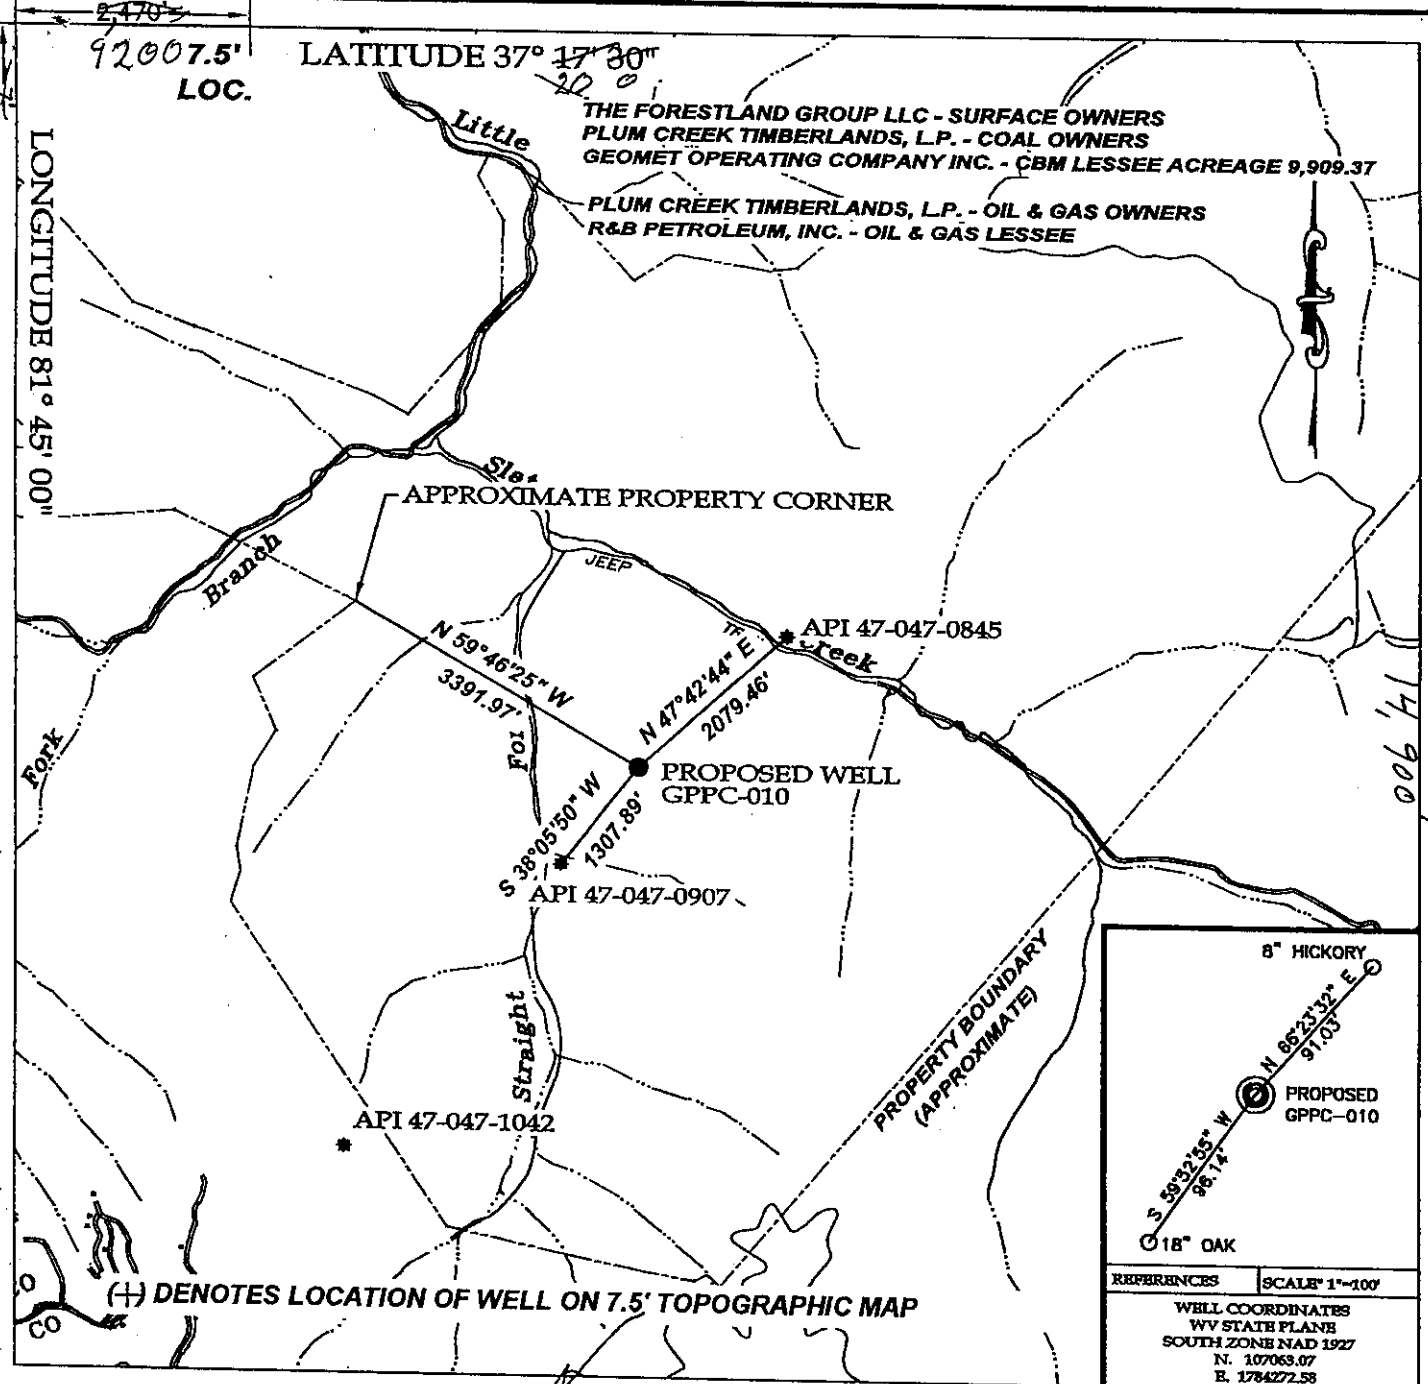 2,470'
9200 7.5'
LOC.
LATITUDE 37° 17' 30"
20 0
LONGITUDE 81° 45' 00"
THE FORESTLAND GROUP LLC - SURFACE OWNERS
PLUM CREEK TIMBERLANDS, L.P. - COAL OWNERS
GEOMET OPERATING COMPANY INC. - CBM LESSEE ACREAGE 9,909.37
PLUM CREEK TIMBERLANDS, L.P. - OIL & GAS OWNERS
R&B PETROLEUM, INC. - OIL & GAS LESSEE
Little
APPROXIMATE PROPERTY CORNER
JEEP
Branch
Fork
API 47-047-0845
Creek
14,900
N 59°46'25" W
3391.97'
N 47°42'44" E
2079.46'
PROPOSED WELL
GPPC-010
S 38°05'50" W
1307.89'
API 47-047-0907
Straight
API 47-047-1042
PROPERTY BOUNDARY
(APPROXIMATE)
8" HICKORY
N 66°23'32" E
91.03'
PROPOSED
GPPC-010
S 59°52'55" W
96.14'
18" OAK
REFERENCES
SCALE" 1"=100'
WELL COORDINATES
WV STATE PLANE
SOUTH ZONE NAD 1927
N. 107063.07
E. 1784272.58
CO
(+) DENOTES LOCATION OF WELL ON 7.5' TOPOGRAPHIC MAP